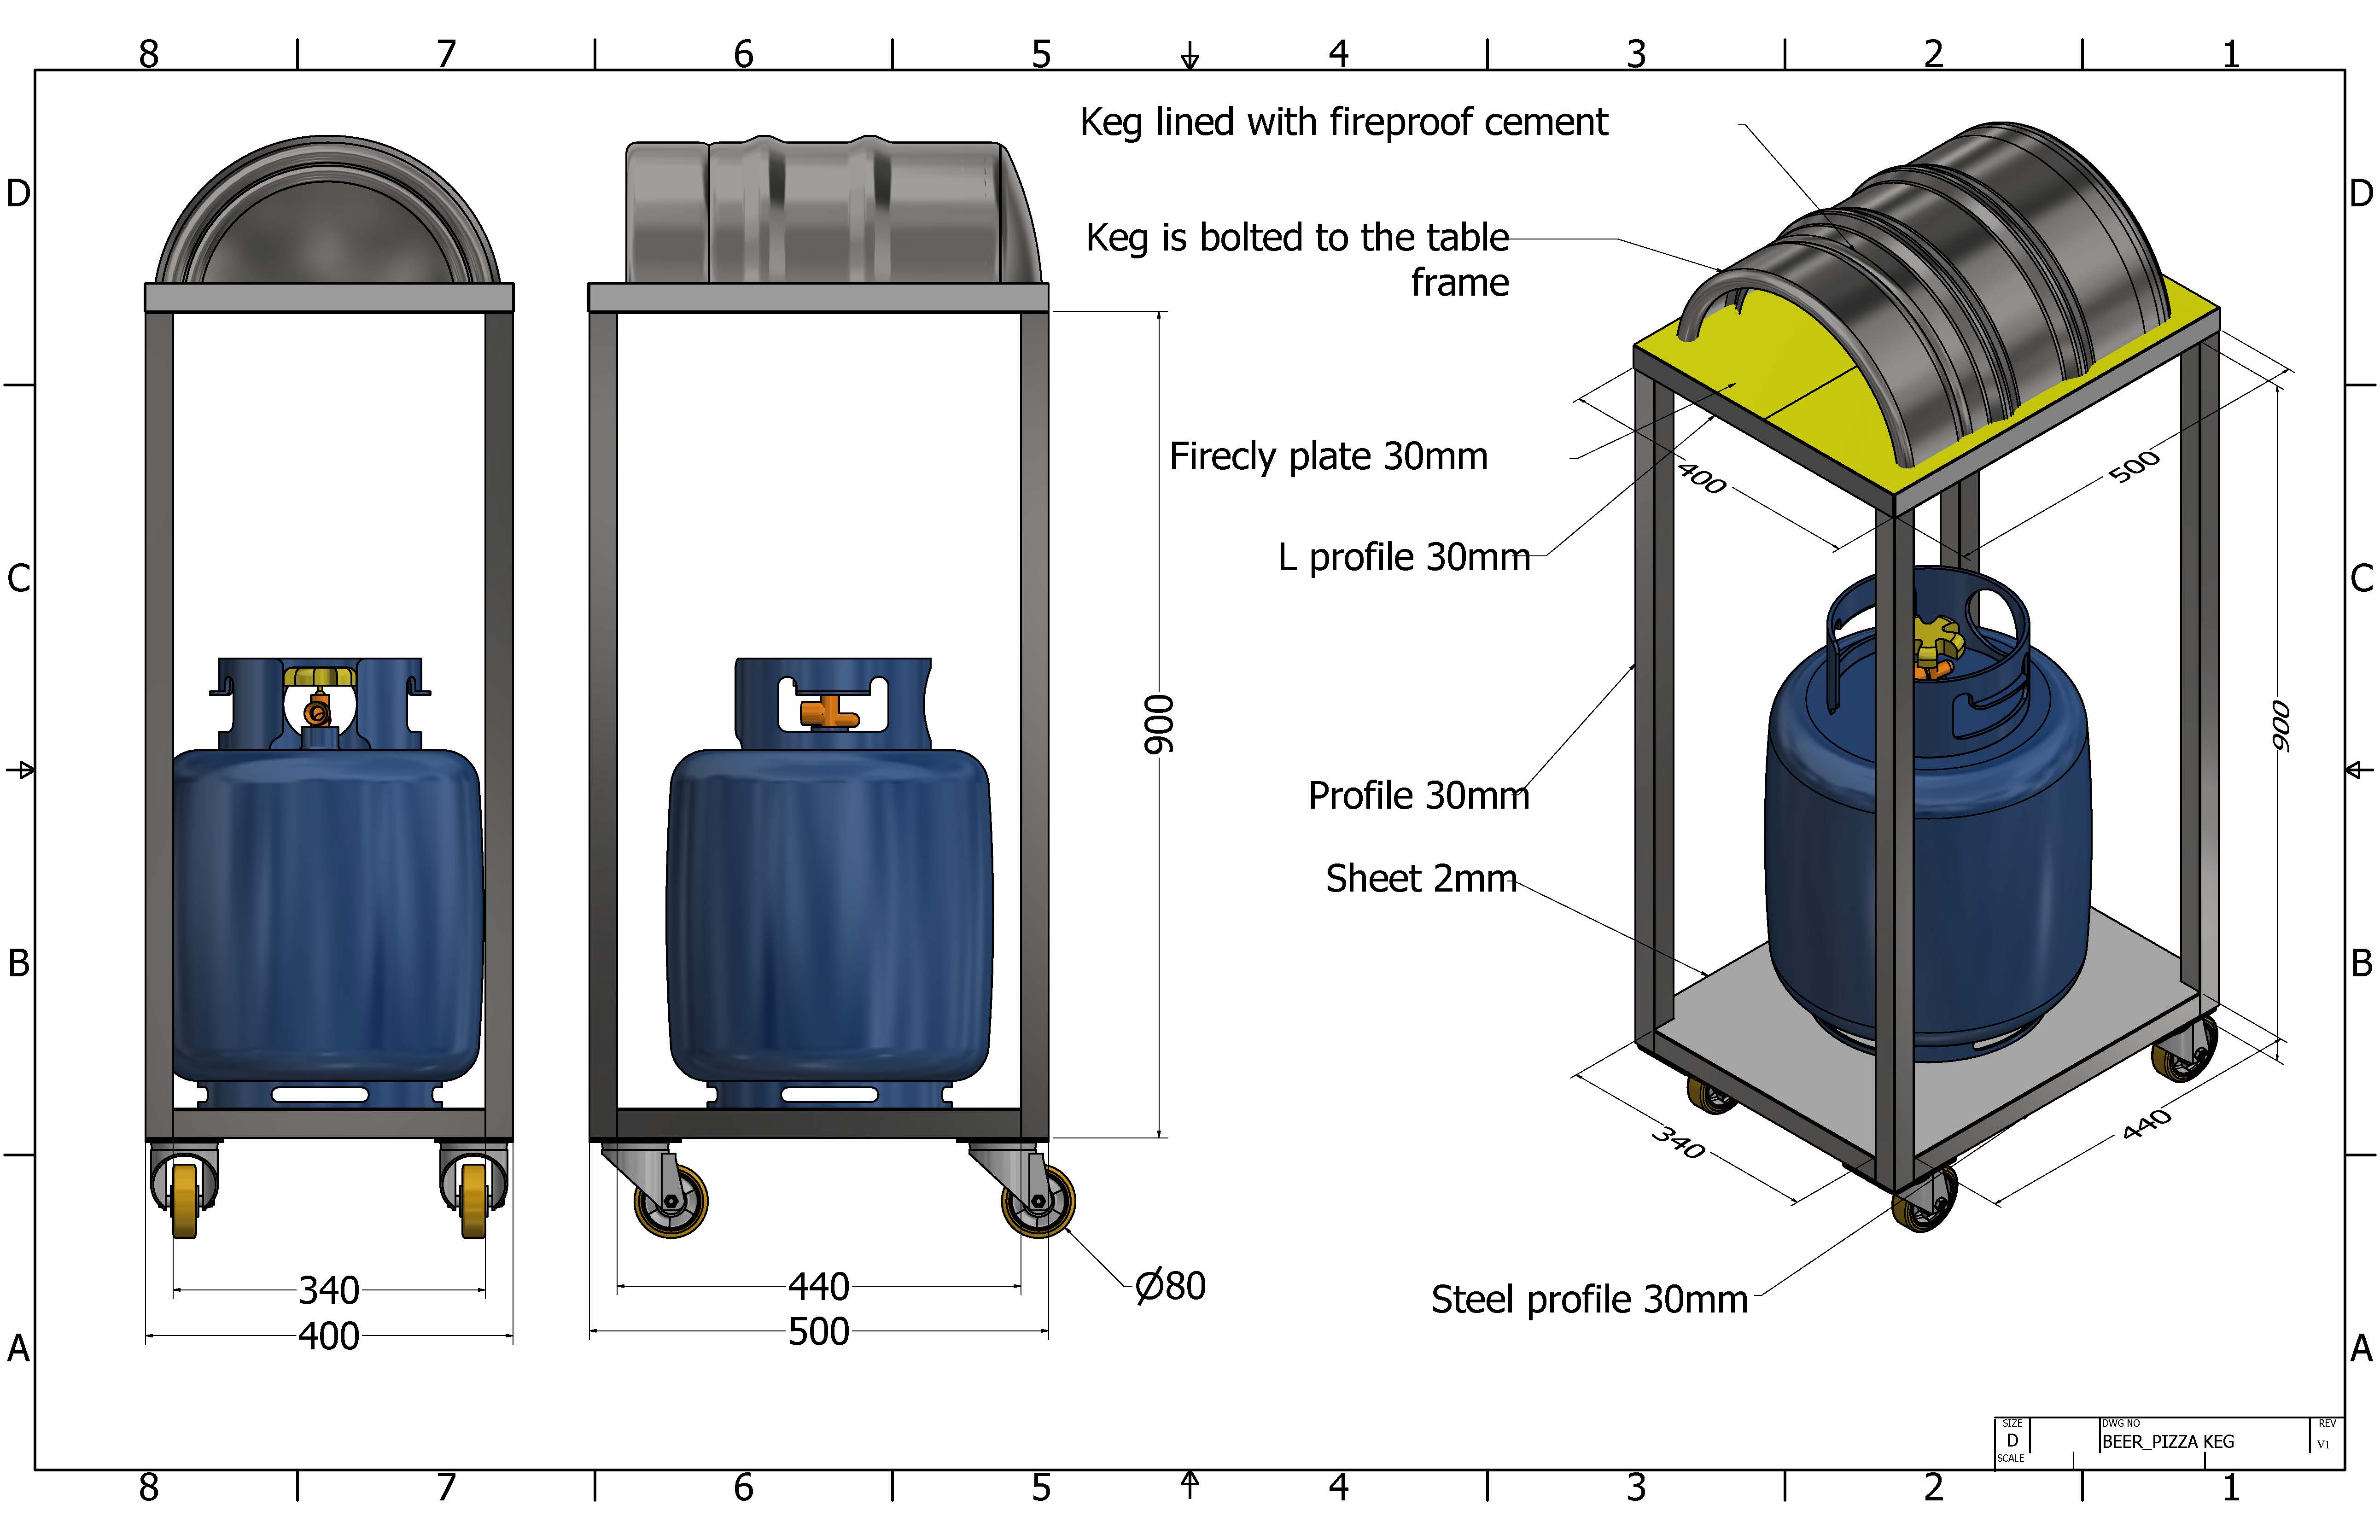 8 7 6 5 4 3 2 1
D
D
Keg lined with fireproof cement
Keg is bolted to the table
frame
Firecly plate 30mm
400
500
L profile 30mm
C
C
900
900
Profile 30mm
Sheet 2mm
B
B
340
440
340
400
440
500
Ø80
Steel profile 30mm
A
A
SIZE
D
DWG NO
BEER_PIZZA KEG
REV
V1
SCALE
8 7 6 5 4 3 2 1